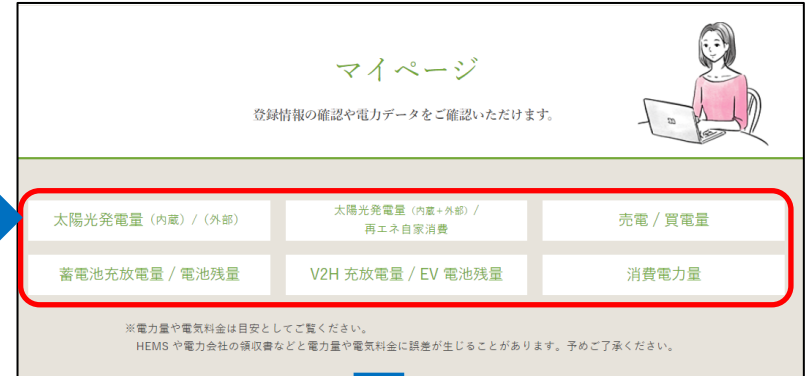 マイページ
登録情報の確認や電力データをご確認いただけます。
太陽光発電量（内蔵）/（外部）
太陽光発電量（内蔵+外部）/
再エネ自家消費
売電 / 買電量
蓄電池充放電量 / 電池残量
V2H 充放電量 / EV 電池残量
消費電力量
※電力量や電気料金は目安としてご覧ください。
HEMS や電力会社の領収書などと電力量や電気料金に誤差が生じることがあります。予めご了承ください。